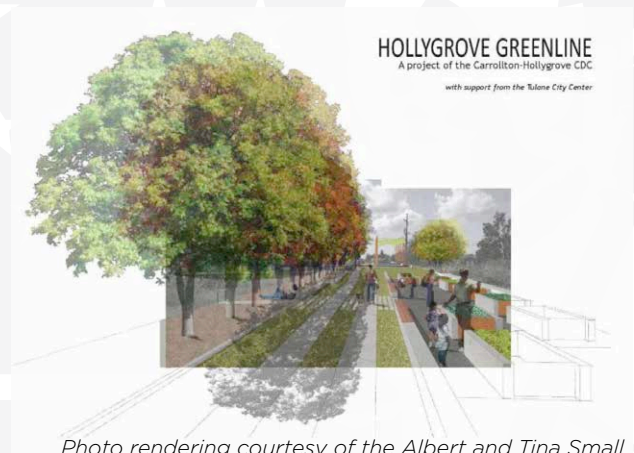 HOLLYGROVE GREENLINE
A project of the Carrollton-Hollygrove CDC
with support from the Tulane City Center
Photo rendering courtesy of the Albert and Tina Small